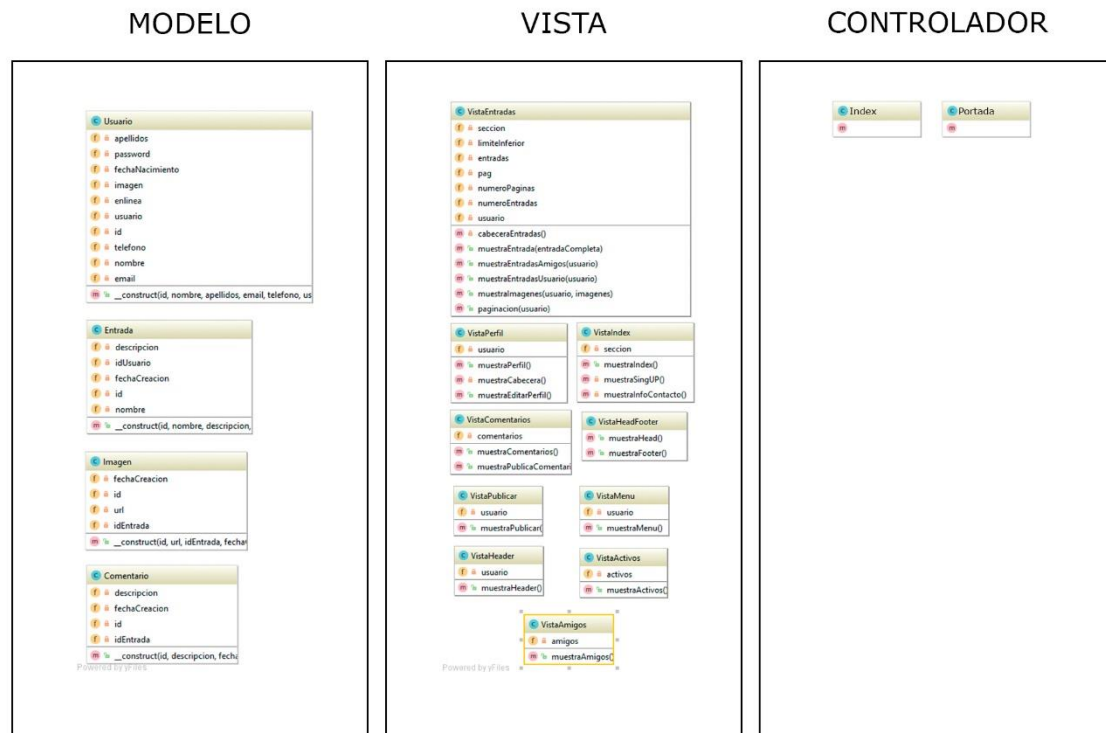 MODELO
VISTA
CONTROLADOR
Usuario
apellidos
password
fechaNacimiento
imagen
enlinea
usuario
id
telefono
nombre
email
__construct(id, nombre, apellidos, email, telefono, us
Entrada
descripcion
idUsuario
fechaCreacion
id
nombre
__construct(id, nombre, descripcion,
Imagen
fechaCreacion
id
url
idEntrada
__construct(id, url, idEntrada, fecha
Comentario
descripcion
fechaCreacion
id
idEntrada
__construct(id, descripcion, fecha
Powered by yFiles
VistaEntradas
seccion
limiteInferior
entradas
pag
numeroPaginas
numeroEntradas
usuario
cabeceraEntradas()
muestraEntrada(entradaCompleta)
muestraEntradasAmigos(usuario)
muestraEntradasUsuario(usuario)
muestraImagenes(usuario, imagenes)
paginacion(usuario)
VistaPerfil
usuario
muestraPerfil()
muestraCabecera()
muestraEditarPerfil()
VistaIndex
seccion
muestraIndex()
muestraSingUP()
muestraInfoContacto()
VistaComentarios
comentarios
muestraComentarios()
muestraPublicaComentari
VistaHeadFooter
muestraHead()
muestraFooter()
VistaPublicar
usuario
muestraPublicar(
VistaMenu
usuario
muestraMenu()
VistaHeader
usuario
muestraHeader()
VistaActivos
activos
muestraActivos()
VistaAmigos
amigos
muestraAmigos()
Powered by yFiles
Index
Portada